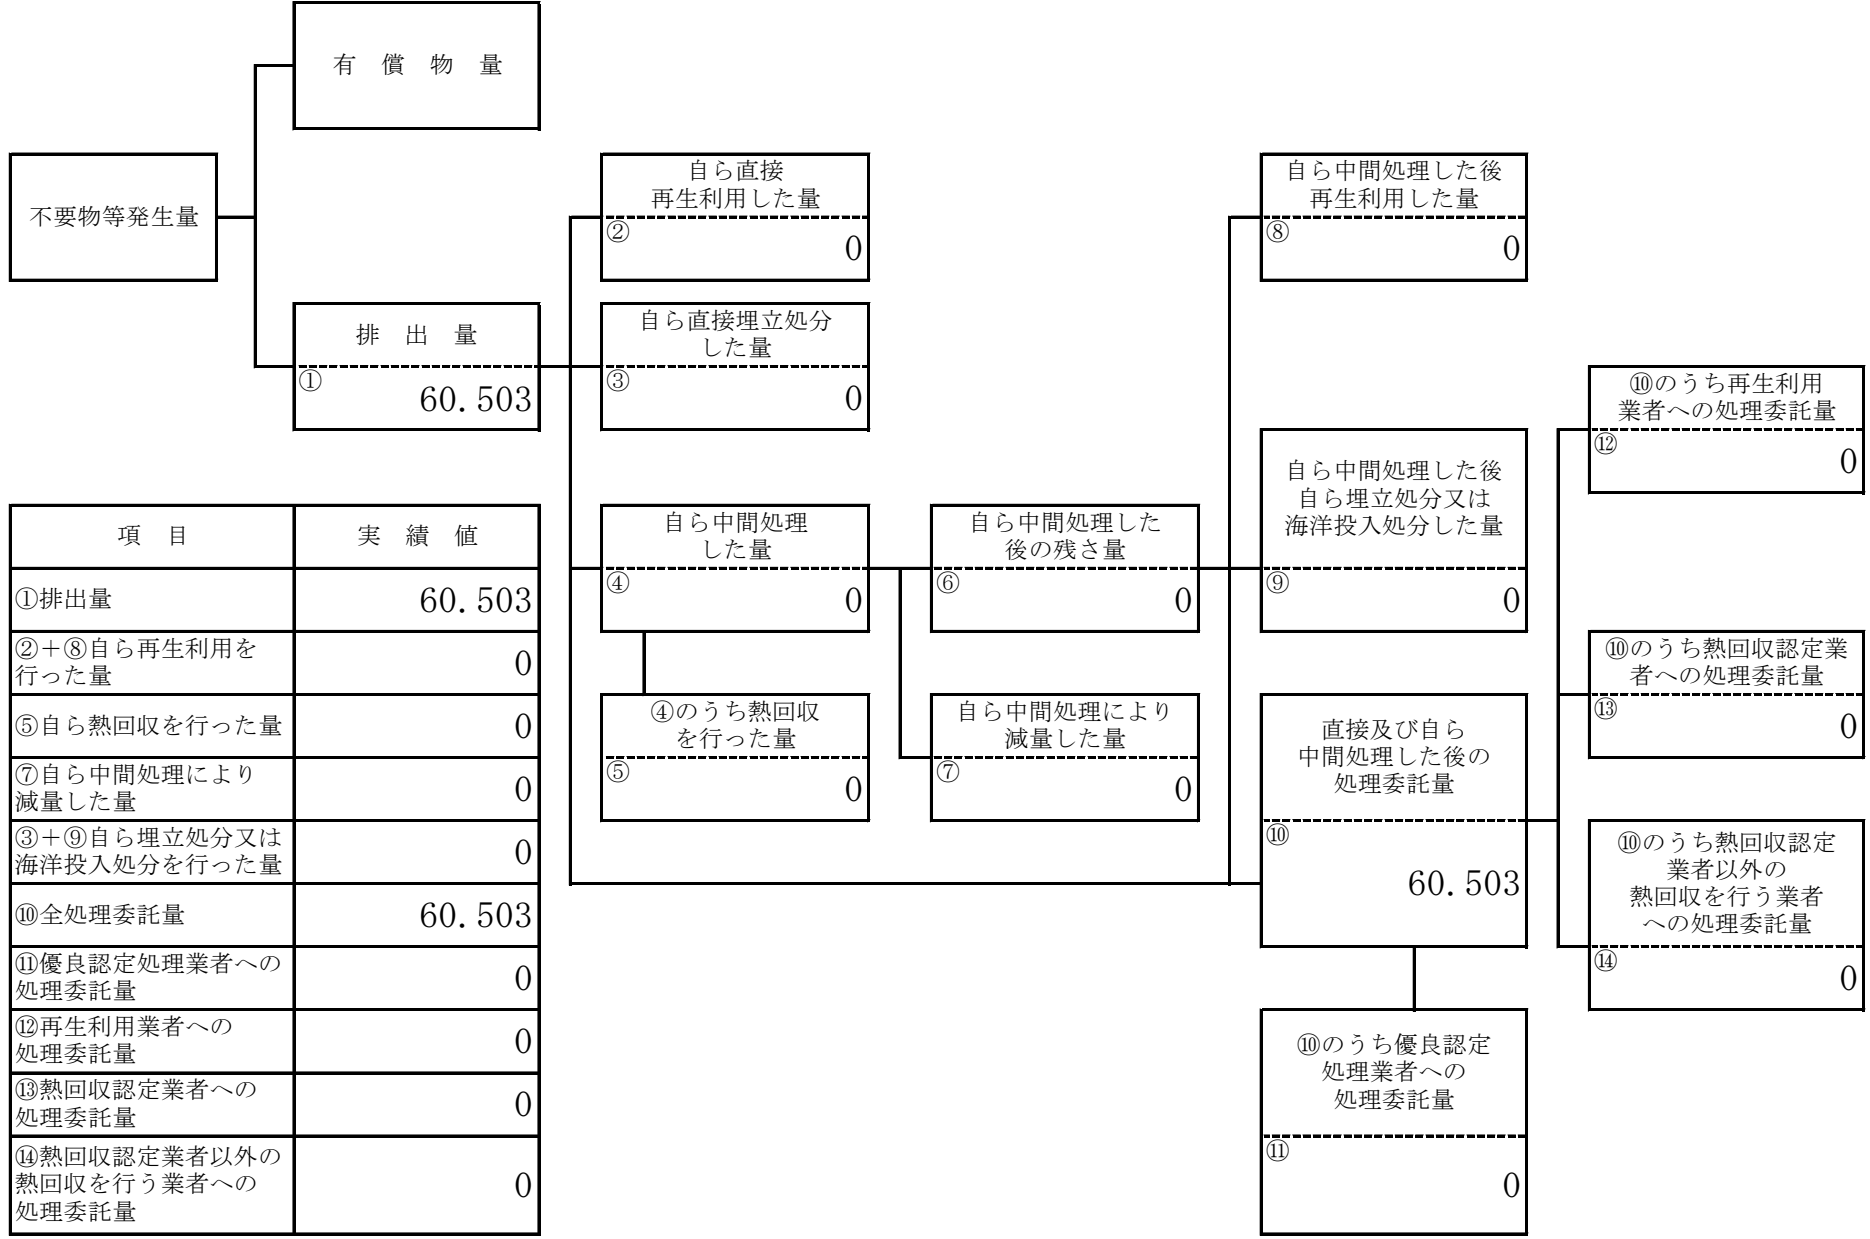 有 償 物 量
不要物等発生量
排 出 量
①
60.503
自ら直接
再生利用した量
②
0
自ら直接埋立処分
した量
③
0
自ら中間処理
した量
④
0
④のうち熱回収
を行った量
⑤
0
自ら中間処理した
後の残さ量
⑥
0
自ら中間処理により
減量した量
⑦
0
自ら中間処理した後
再生利用した量
⑧
0
自ら中間処理した後
自ら埋立処分又は
海洋投入処分した量
⑨
0
直接及び自ら
中間処理した後の
処理委託量
⑩
60.503
⑩のうち優良認定
処理業者への
処理委託量
⑪
0
⑩のうち再生利用
業者への処理委託量
⑫
0
⑩のうち熱回収認定業
者への処理委託量
⑬
0
⑩のうち熱回収認定
業者以外の
熱回収を行う業者
への処理委託量
⑭
0
項 目 実 績 値
①排出量 60.503
②＋⑧自ら再生利用を
行った量 0
⑤自ら熱回収を行った量 0
⑦自ら中間処理により
減量した量 0
③＋⑨自ら埋立処分又は
海洋投入処分を行った量 0
⑩全処理委託量 60.503
⑪優良認定処理業者への
処理委託量 0
⑫再生利用業者への
処理委託量 0
⑬熱回収認定業者への
処理委託量 0
⑭熱回収認定業者以外の
熱回収を行う業者への
処理委託量 0